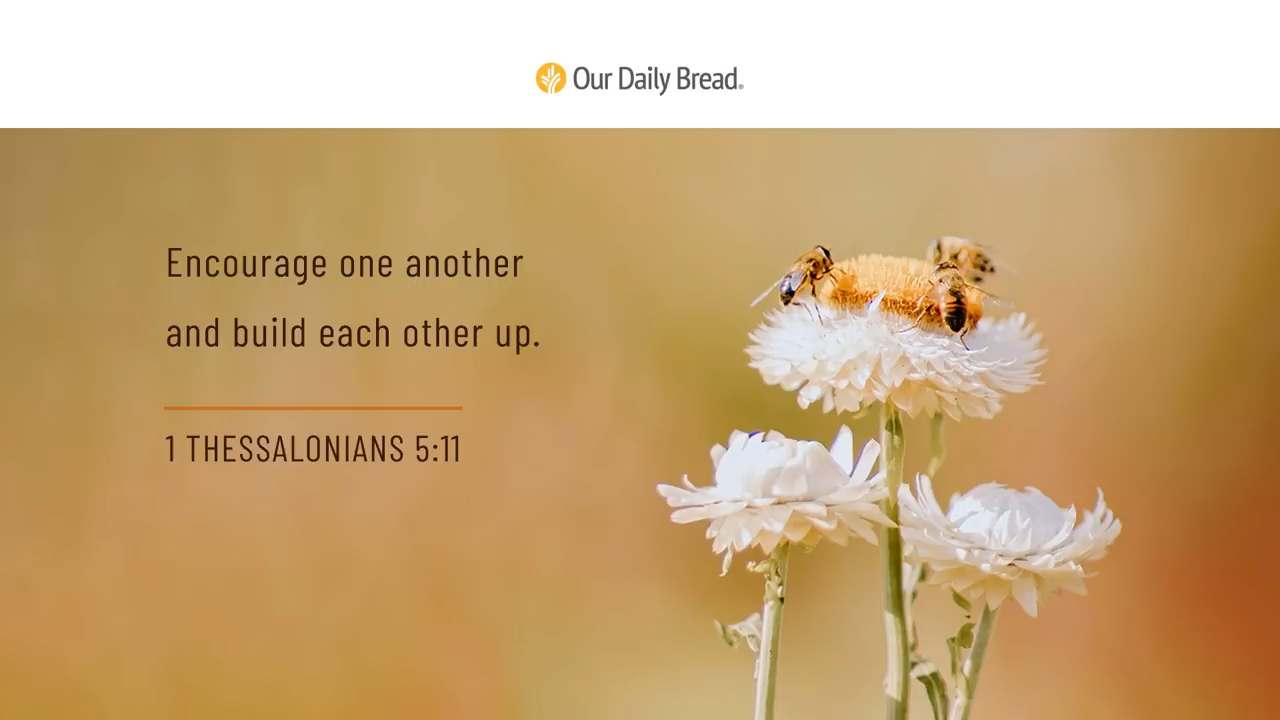 Our Daily Bread®
Encourage one another
and build each other up.
1 THESSALONIANS 5:11